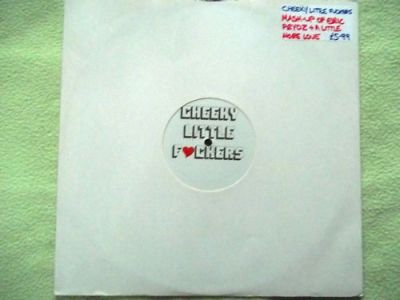 CHEEKY LITTLE FUCKERS
MASH-UP OF ERIC
PRYDZ + A LITTLE
MORE LOVE £5.99
CHEEKY
LITTLE
F❤CKERS